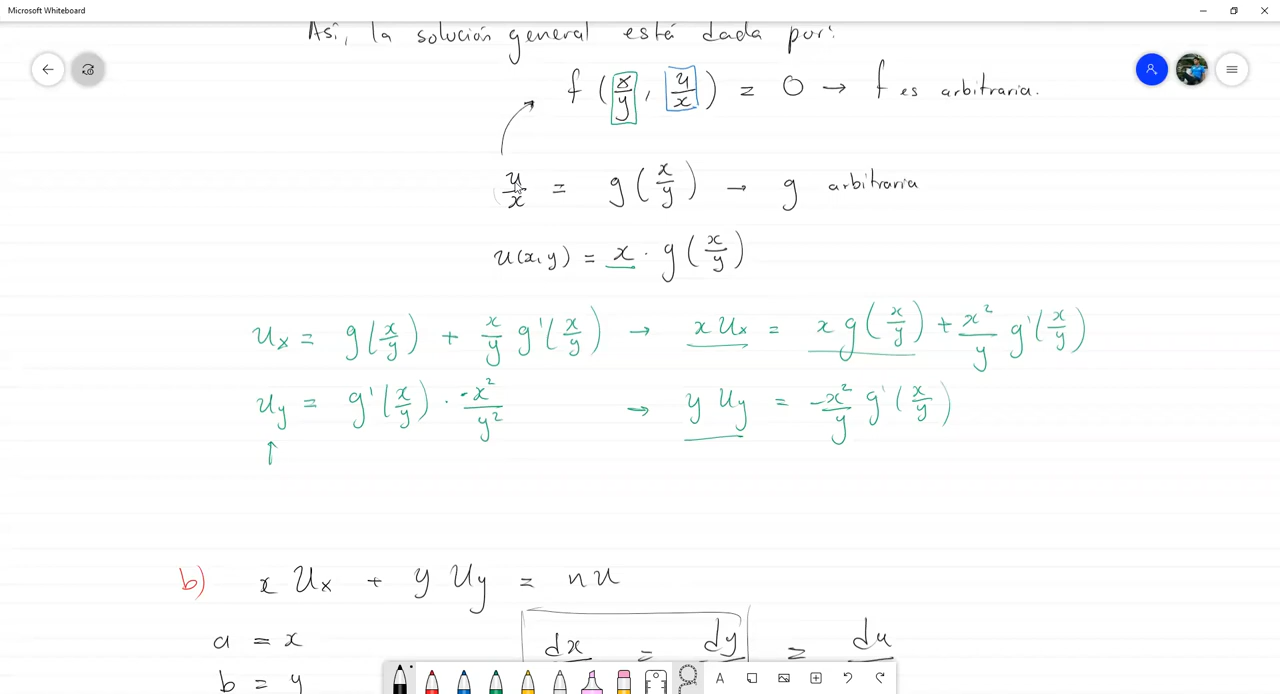 Microsoft Whiteboard
Así, la solución general está dada por:
f (x/y, u/x) = 0 → f es arbitraria.
u/x = g(x/y) → g arbitraria
u(x,y) = x · g(x/y)
ux = g(x/y) + x/y g'(x/y) → x ux = x g(x/y) + x²/y g'(x/y)
uy = g'(x/y) · -x²/y² → y uy = -x²/y g'(x/y)
↑
b) x ux + y uy = nu
a = x
dx = dy = du
b = y
A